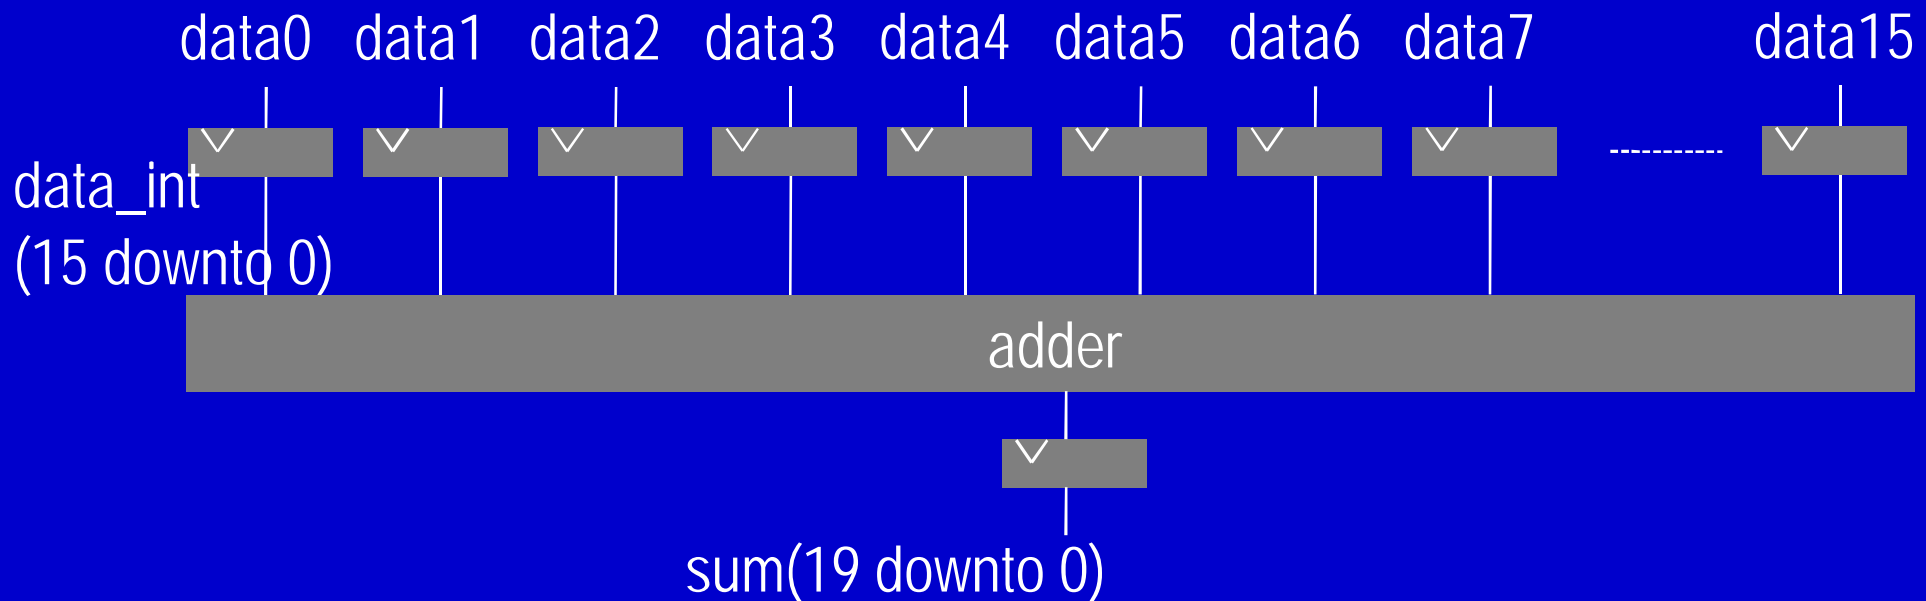 data0 data1 data2 data3 data4 data5 data6 data7 data15
data_int
(15 downto 0)
adder
sum(19 downto 0)